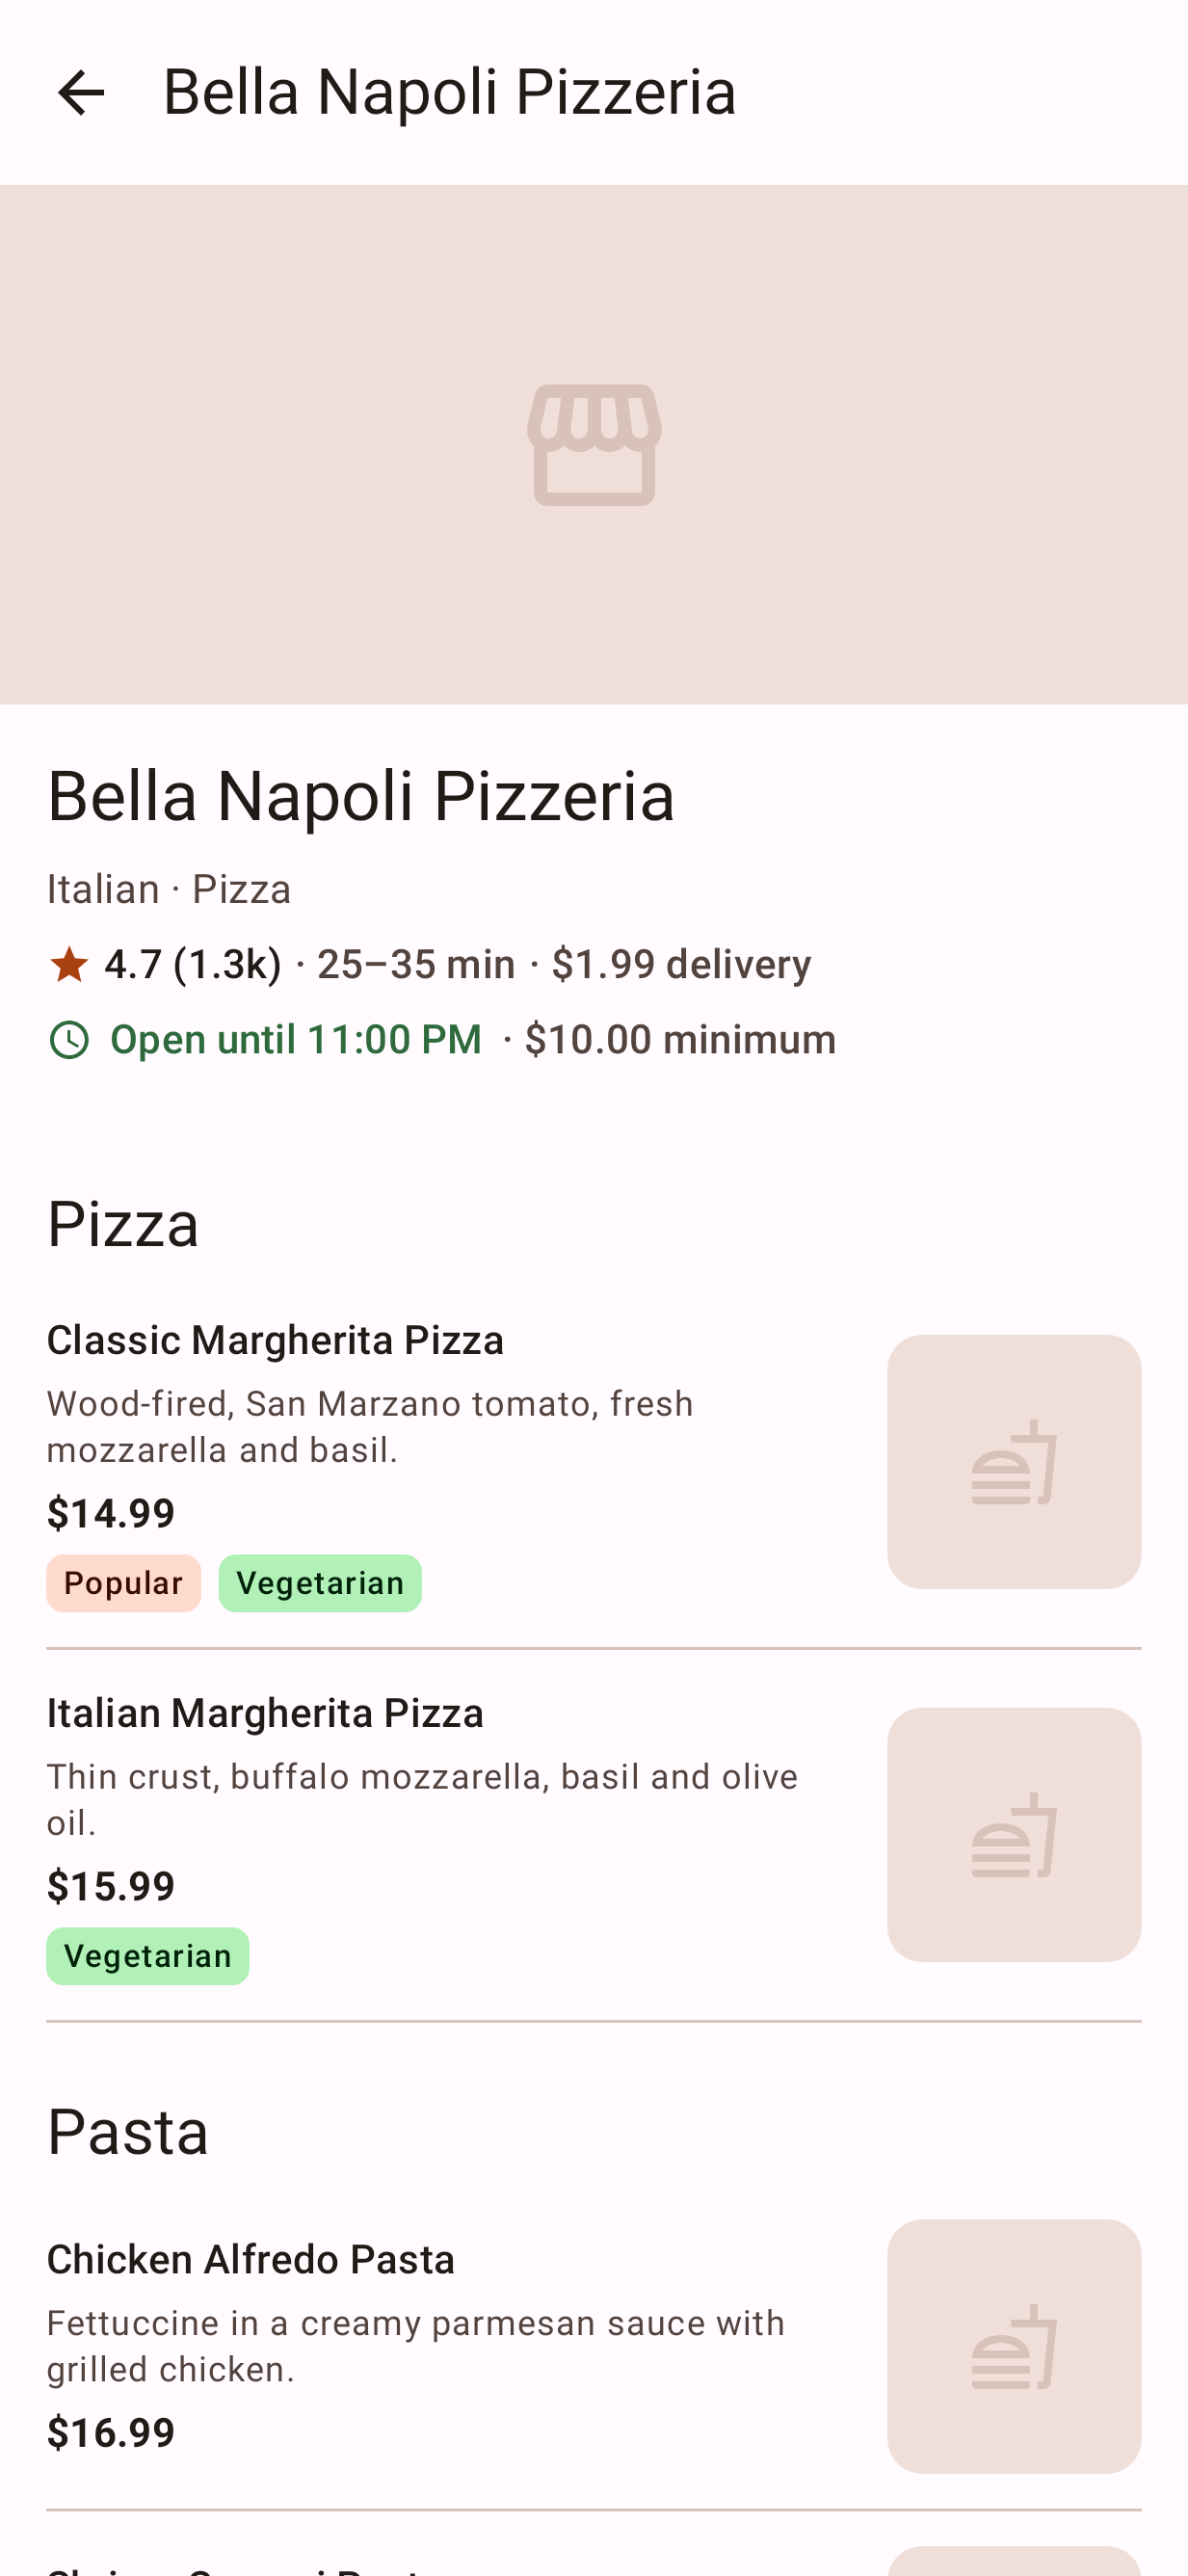 Bella Napoli Pizzeria
Bella Napoli Pizzeria
Italian · Pizza
4.7 (1.3k) · 25–35 min · $1.99 delivery
Open until 11:00 PM · $10.00 minimum
Pizza
Classic Margherita Pizza
Wood-fired, San Marzano tomato, fresh
mozzarella and basil.
$14.99
Popular Vegetarian
Italian Margherita Pizza
Thin crust, buffalo mozzarella, basil and olive
oil.
$15.99
Vegetarian
Pasta
Chicken Alfredo Pasta
Fettuccine in a creamy parmesan sauce with
grilled chicken.
$16.99